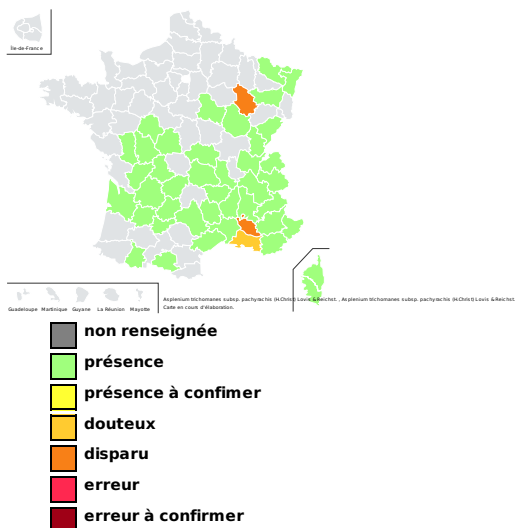 Île-de-France
Guadeloupe Martinique Guyane La Réunion Mayotte
Asplenium trichomanes subsp. pachyrachis (H.Christ) Lovis & Reichst. , Asplenium trichomanes subsp. pachyrachis (H.Christ) Lovis & Reichst.
Carte en cours d'élaboration.
non renseignée
présence
présence à confimer
douteux
disparu
erreur
erreur à confirmer